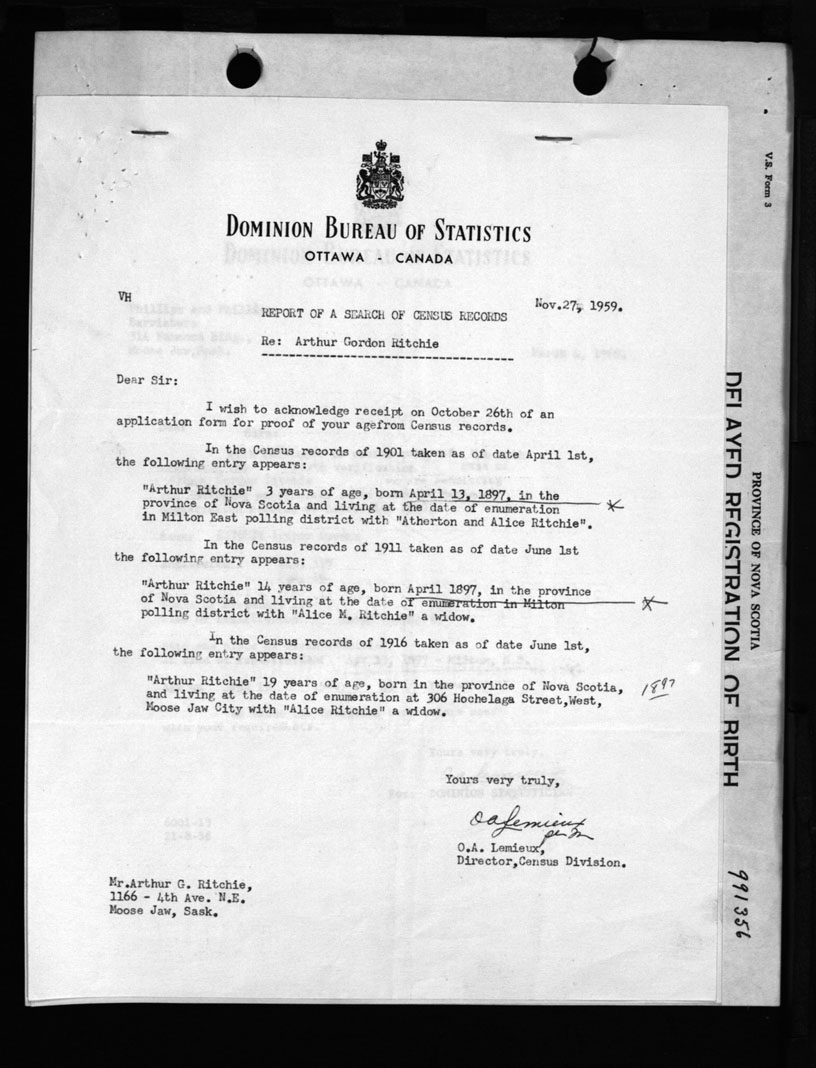 V.S. Form 3
DOMINION BUREAU OF STATISTICS
OTTAWA - CANADA
VH
Nov.27, 1959.
REPORT OF A SEARCH OF CENSUS RECORDS
Re: Arthur Gordon Ritchie
Dear Sir:
I wish to acknowledge receipt on October 26th of an
application form for proof of your agefrom Census records.
In the Census records of 1901 taken as of date April 1st,
the following entry appears:
"Arthur Ritchie" 3 years of age, born April 13, 1897, in the
province of Nova Scotia and living at the date of enumeration
in Milton East polling district with "Atherton and Alice Ritchie".
In the Census records of 1911 taken as of date June 1st
the following entry appears:
"Arthur Ritchie" 14 years of age, born April 1897, in the province
of Nova Scotia and living at the date of enumeration in Milton
polling district with "Alice M. Ritchie" a widow.
In the Census records of 1916 taken as of date June 1st,
the following entry appears:
"Arthur Ritchie" 19 years of age, born in the province of Nova Scotia,
and living at the date of enumeration at 306 Hochelaga Street,West,
Moose Jaw City with "Alice Ritchie" a widow.
1897
Yours very truly,
O A Lemieux
per
O.A. Lemieux,
Director,Census Division.
Mr.Arthur G. Ritchie,
1166 - 4th Ave. N.E.
Moose Jaw, Sask.
PROVINCE OF NOVA SCOTIA
DELAYED REGISTRATION OF BIRTH
991356